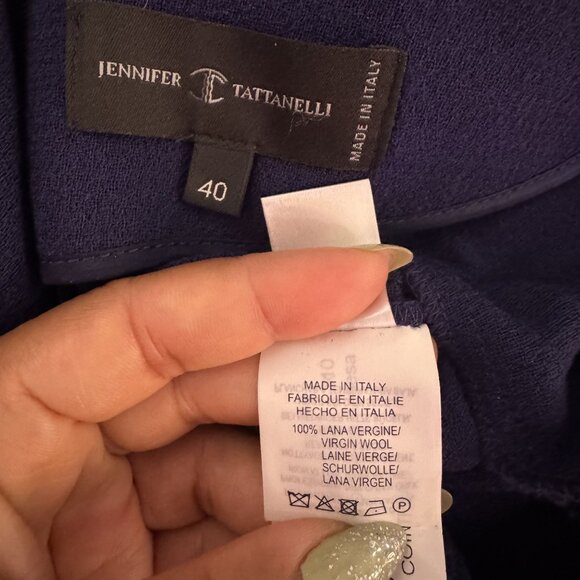 JENNIFER TATTANELLI
MADE IN ITALY
40
MADE IN ITALY
FABRIQUE EN ITALIE
HECHO EN ITALIA
100% LANA VERGINE/
VIRGIN WOOL
LAINE VIERGE/
SCHURWOLLE/
LANA VIRGEN
P
COIN